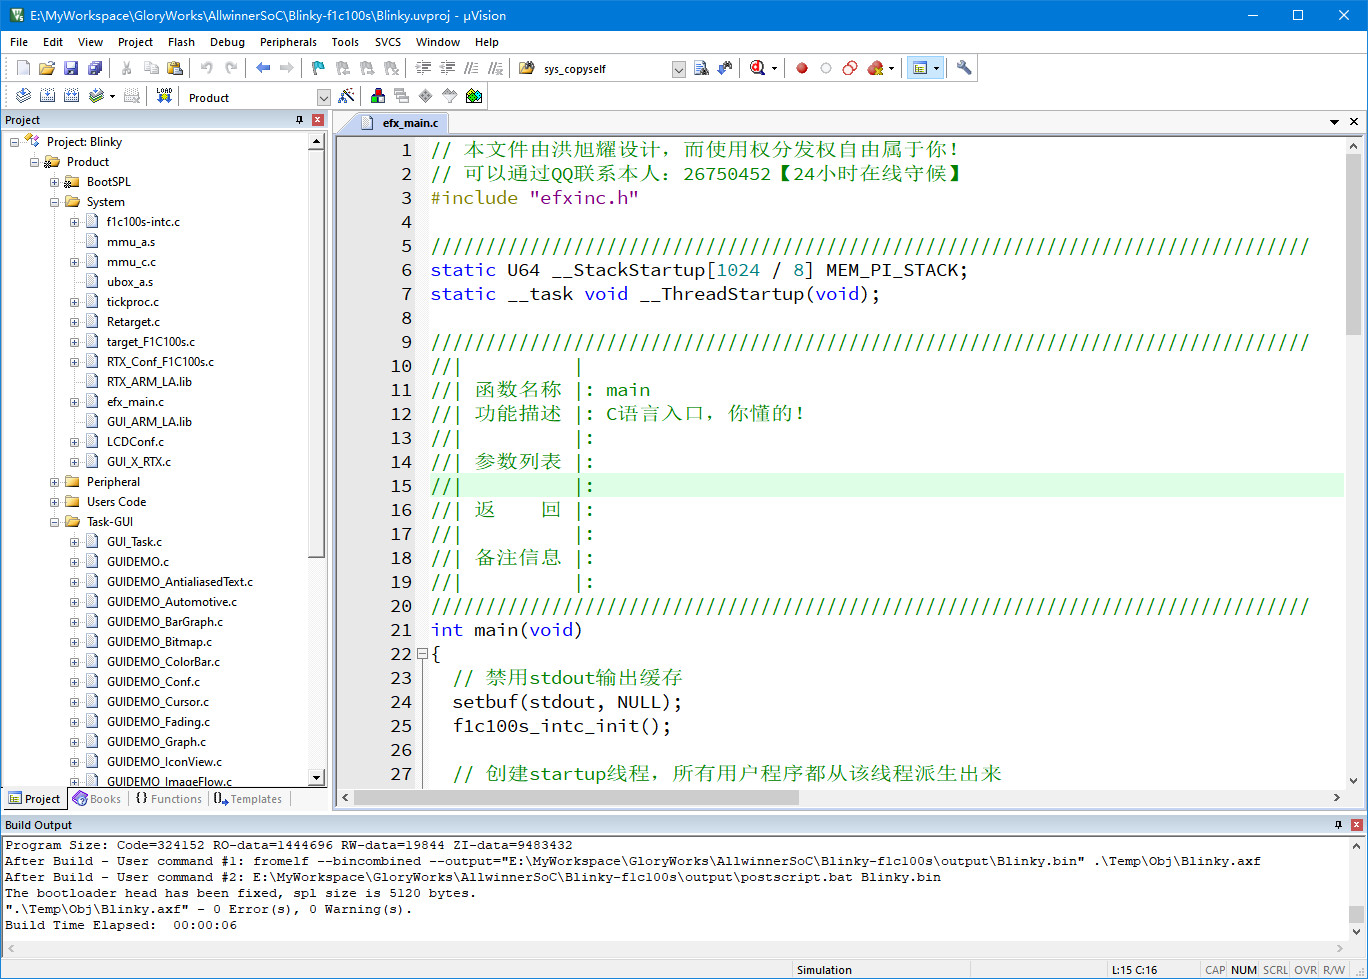 E:\MyWorkspace\GloryWorks\AllwinnerSoC\Blinky-f1c100s\Blinky.uvproj - µVision
File Edit View Project Flash Debug Peripherals Tools SVCS Window Help
sys_copyself
LOAD Product
Project
Project: Blinky
Product
BootSPL
System
f1c100s-intc.c
mmu_a.s
mmu_c.c
ubox_a.s
tickproc.c
Retarget.c
target_F1C100s.c
RTX_Conf_F1C100s.c
RTX_ARM_LA.lib
efx_main.c
GUI_ARM_LA.lib
LCDConf.c
GUI_X_RTX.c
Peripheral
Users Code
Task-GUI
GUI_Task.c
GUIDEMO.c
GUIDEMO_AntialiasedText.c
GUIDEMO_Automotive.c
GUIDEMO_BarGraph.c
GUIDEMO_Bitmap.c
GUIDEMO_ColorBar.c
GUIDEMO_Conf.c
GUIDEMO_Cursor.c
GUIDEMO_Fading.c
GUIDEMO_Graph.c
GUIDEMO_IconView.c
GUIDEMO_ImageFlow.c
Project Books {} Functions Templates
efx_main.c
1 // 本文件由洪旭耀设计，而使用权分发权自由属于你！
2 // 可以通过QQ联系本人：26750452【24小时在线守候】
3 #include "efxinc.h"
4
5 ////////////////////////////////////////////////////////////////////////////////
6 static U64 __StackStartup[1024 / 8] MEM_PI_STACK;
7 static __task void __ThreadStartup(void);
8
9 ////////////////////////////////////////////////////////////////////////////////
10 //|          |
11 //| 函数名称 |: main
12 //| 功能描述 |: C语言入口，你懂的！
13 //|          |:
14 //| 参数列表 |:
15 //|          |:
16 //| 返    回 |:
17 //|          |:
18 //| 备注信息 |:
19 //|          |:
20 ////////////////////////////////////////////////////////////////////////////////
21 int main(void)
22 {
23   // 禁用stdout输出缓存
24   setbuf(stdout, NULL);
25   f1c100s_intc_init();
26
27   // 创建startup线程，所有用户程序都从该线程派生出来
Build Output
Program Size: Code=324152 RO-data=1444696 RW-data=19844 ZI-data=9483432
After Build - User command #1: fromelf --bincombined --output="E:\MyWorkspace\GloryWorks\AllwinnerSoC\Blinky-f1c100s\output\Blinky.bin" .\Temp\Obj\Blinky.axf
After Build - User command #2: E:\MyWorkspace\GloryWorks\AllwinnerSoC\Blinky-f1c100s\output\postscript.bat Blinky.bin
The bootloader head has been fixed, spl size is 5120 bytes.
".\Temp\Obj\Blinky.axf" - 0 Error(s), 0 Warning(s).
Build Time Elapsed:  00:00:06
Simulation L:15 C:16 CAP NUM SCRL OVR R/W